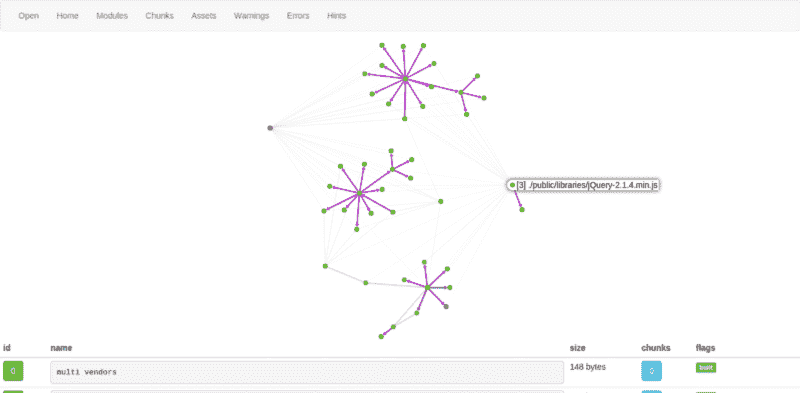 Open Home Modules Chunks Assets Warnings Errors Hints
[3] ./public/libraries/jQuery-2.1.4.min.js
id name size chunks flags
0 multi vendors 148 bytes built